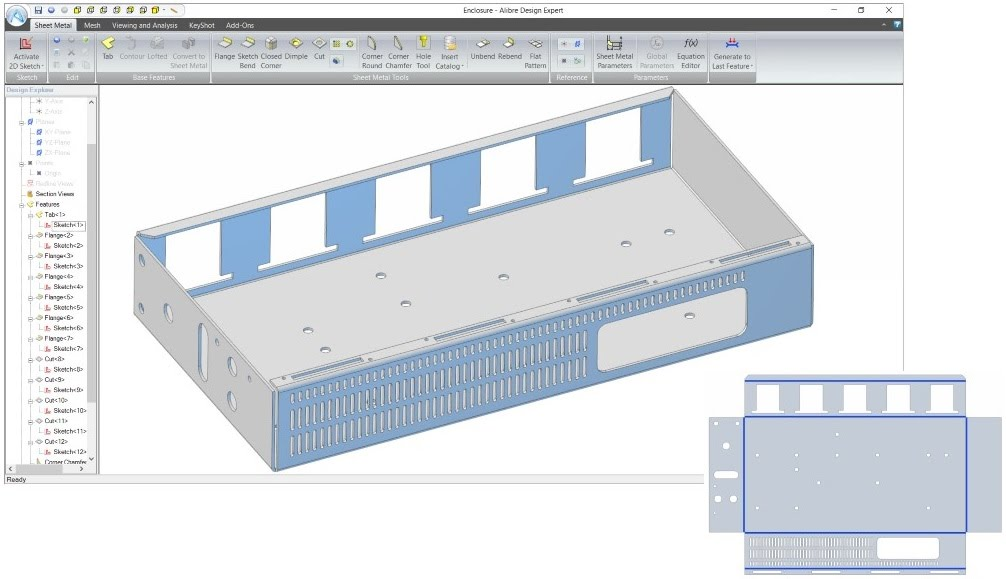 Enclosure - Alibre Design Expert
Sheet Metal Mesh Viewing and Analysis KeyShot Add-Ons
Activate
2D Sketch
Tab Contour Lofted Convert to
Sheet Metal
Flange Sketch Closed Dimple Cut
Bend Corner
Corner Corner Hole Insert
Round Chamfer Tool Catalog
Unbend Rebend Flat
Pattern
Sheet Metal Global Equation
Parameters Parameters Editor
Generate to
Last Feature
Sketch Edit Base Features Sheet Metal Tools Reference Parameters
Design Explorer
Z-Axis
Planes
XY-Plane
YZ-Plane
ZX-Plane
Points
Origin
Redline Views
Section Views
Features
Tab<1>
Sketch<1>
Flange<2>
Sketch<2>
Flange<3>
Sketch<3>
Flange<4>
Sketch<4>
Flange<5>
Sketch<5>
Flange<6>
Sketch<6>
Flange<7>
Sketch<7>
Cut<8>
Sketch<8>
Cut<9>
Sketch<9>
Cut<10>
Sketch<10>
Cut<11>
Sketch<11>
Cut<12>
Sketch<12>
Corner Chamfer
Ready